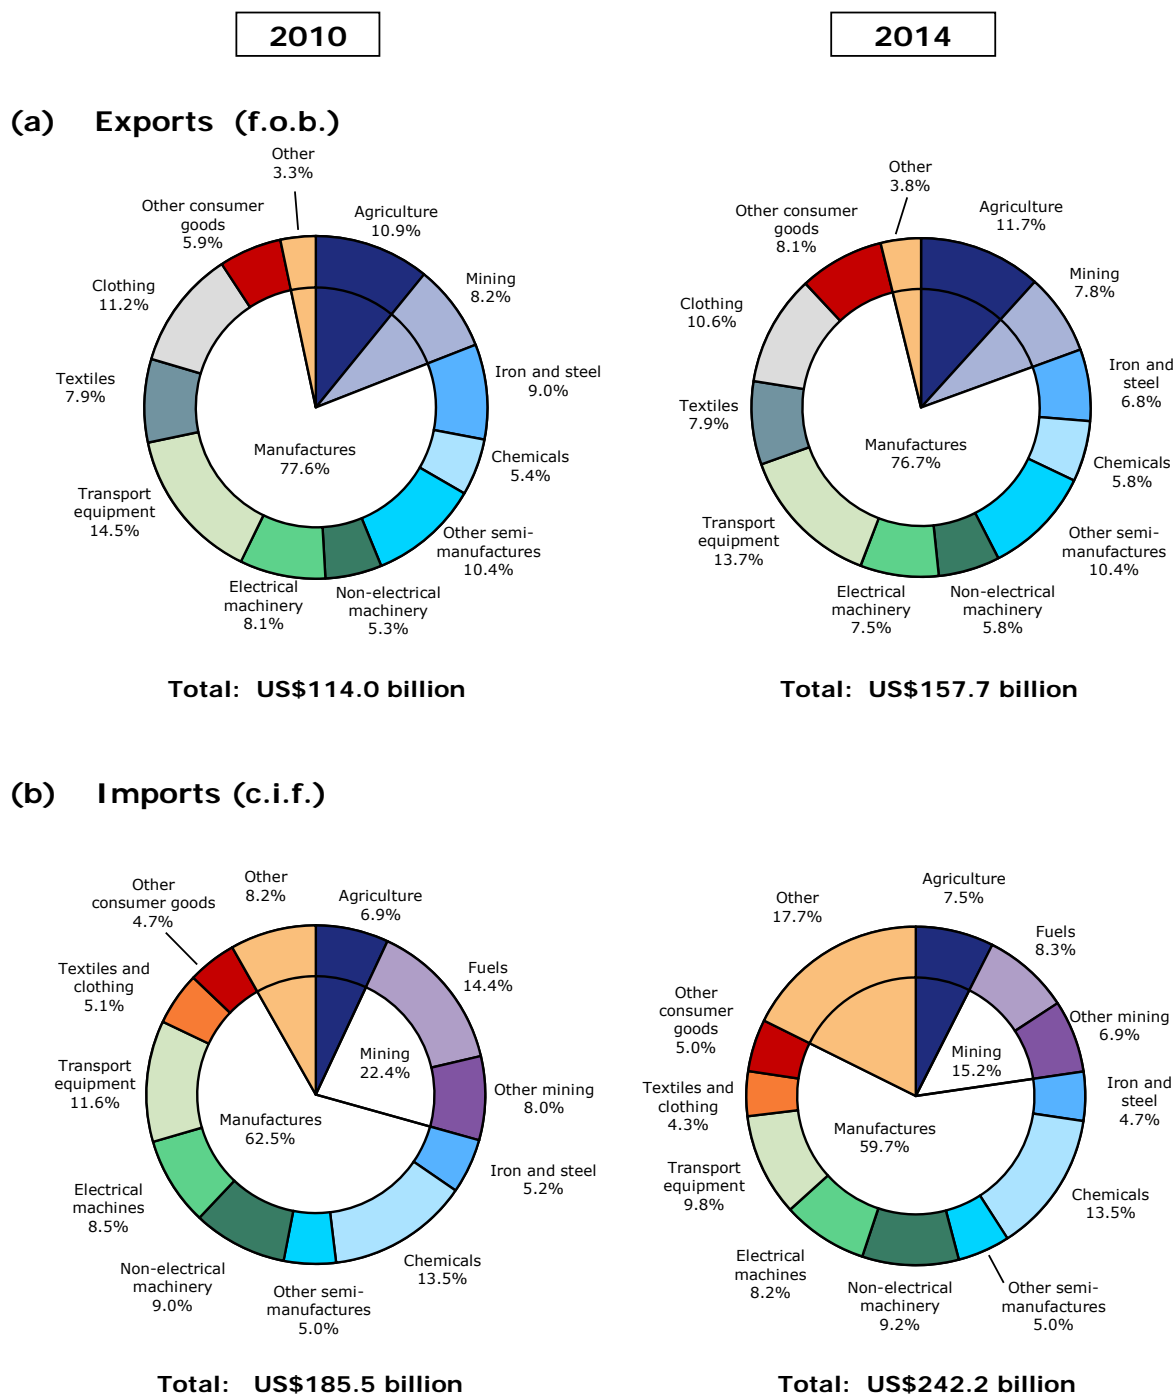 2010
2014
(a) Exports (f.o.b.)
Other
3.3%
Other consumer
goods
5.9%
Agriculture
10.9%
Clothing
11.2%
Mining
8.2%
Textiles
7.9%
Iron and steel
9.0%
Manufactures
77.6%
Chemicals
5.4%
Transport
equipment
14.5%
Other semi-
manufactures
10.4%
Electrical
machinery
8.1%
Non-electrical
machinery
5.3%
Total: US$114.0 billion
Other
3.8%
Other consumer
goods
8.1%
Agriculture
11.7%
Mining
7.8%
Clothing
10.6%
Iron and
steel
6.8%
Textiles
7.9%
Manufactures
76.7%
Chemicals
5.8%
Transport
equipment
13.7%
Other semi-
manufactures
10.4%
Electrical
machinery
7.5%
Non-electrical
machinery
5.8%
Total: US$157.7 billion
(b) Imports (c.i.f.)
Other
8.2%
Other
consumer goods
4.7%
Agriculture
6.9%
Textiles and
clothing
5.1%
Fuels
14.4%
Mining
22.4%
Transport
equipment
11.6%
Other mining
8.0%
Manufactures
62.5%
Iron and steel
5.2%
Electrical
machines
8.5%
Chemicals
13.5%
Non-electrical
machinery
9.0%
Other semi-
manufactures
5.0%
Total: US$185.5 billion
Agriculture
7.5%
Other
17.7%
Fuels
8.3%
Other
consumer
goods
5.0%
Other mining
6.9%
Mining
15.2%
Textiles and
clothing
4.3%
Iron and
steel
4.7%
Manufactures
59.7%
Transport
equipment
9.8%
Chemicals
13.5%
Electrical
machines
8.2%
Non-electrical
machinery
9.2%
Other semi-
manufactures
5.0%
Total: US$242.2 billion